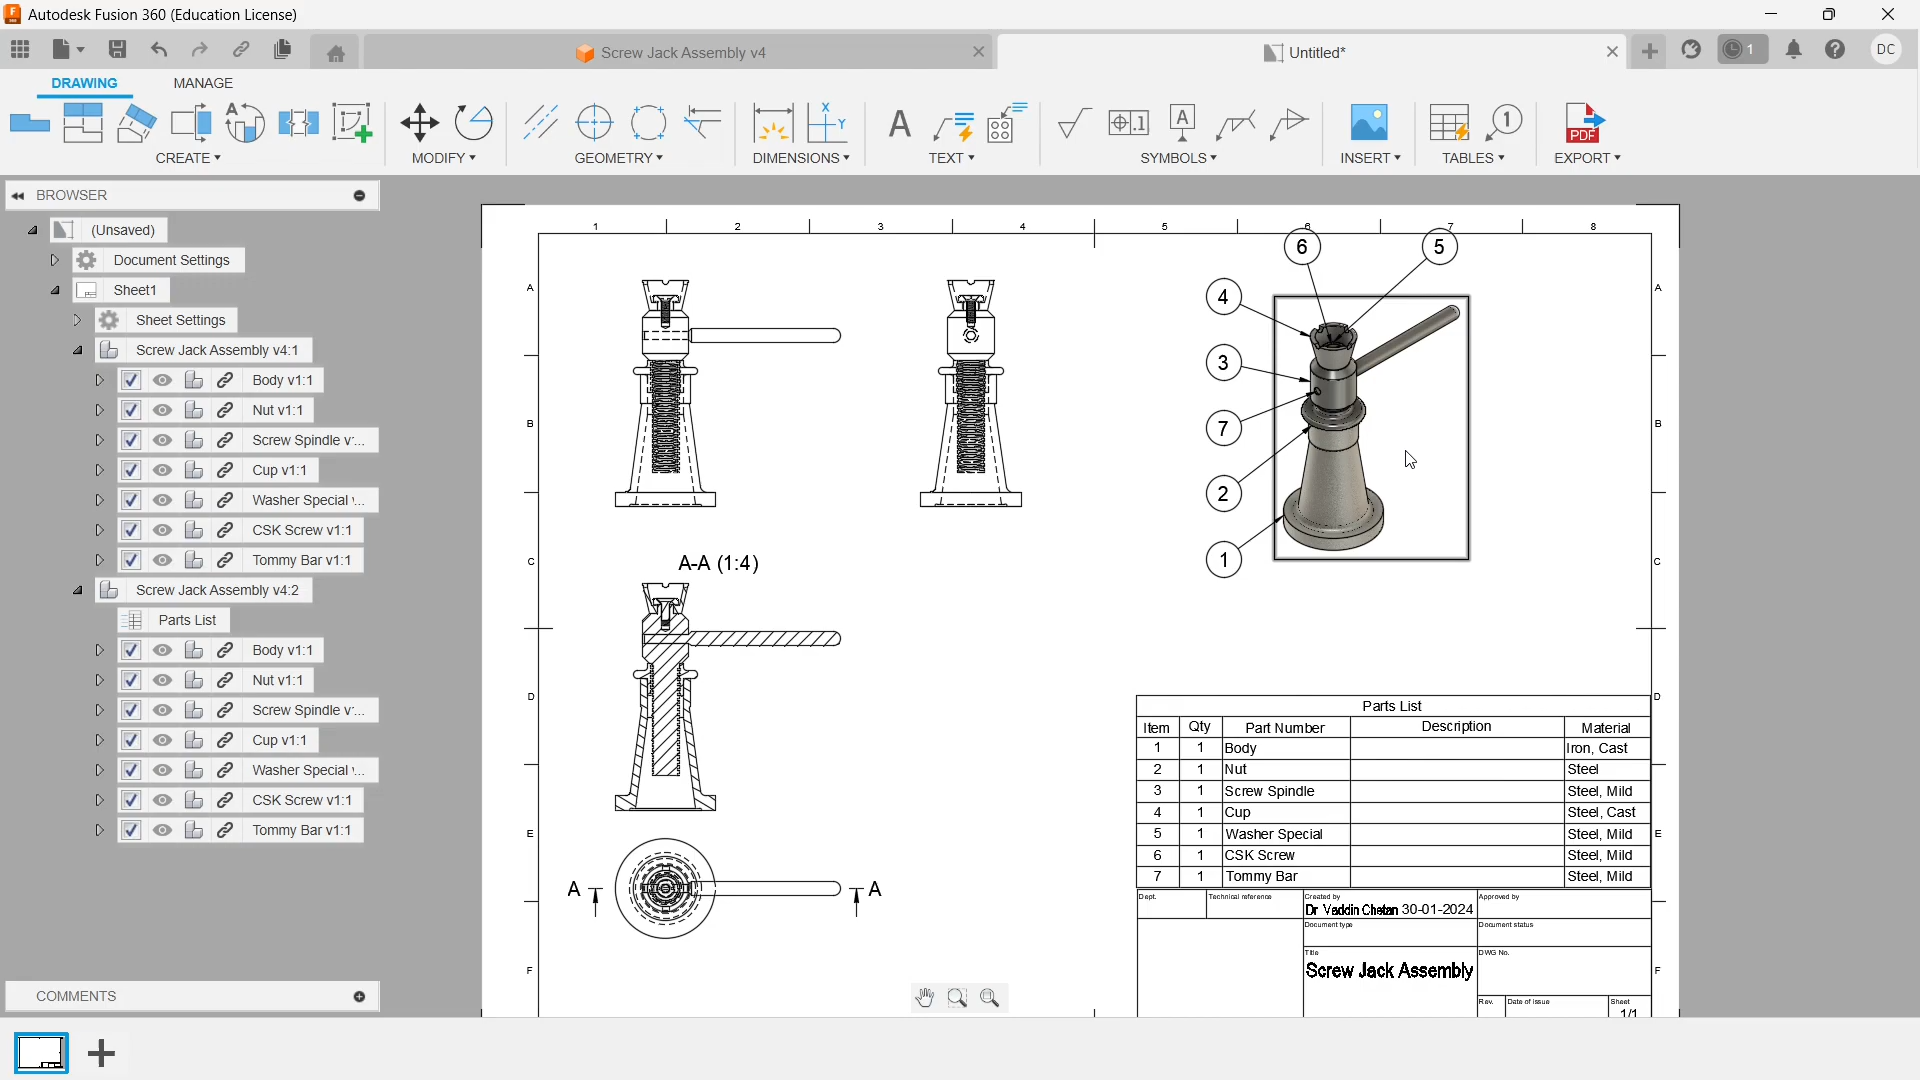 Autodesk Fusion 360 (Education License)
Screw Jack Assembly v4
Untitled*
1
DC
DRAWING
MANAGE
CREATE
MODIFY
GEOMETRY
DIMENSIONS
TEXT
SYMBOLS
INSERT
TABLES
EXPORT
BROWSER
(Unsaved)
Document Settings
Sheet1
Sheet Settings
Screw Jack Assembly v4:1
Body v1:1
Nut v1:1
Screw Spindle v'...
Cup v1:1
Washer Special '...
CSK Screw v1:1
Tommy Bar v1:1
Screw Jack Assembly v4:2
Parts List
Body v1:1
Nut v1:1
Screw Spindle v'...
Cup v1:1
Washer Special '...
CSK Screw v1:1
Tommy Bar v1:1
COMMENTS
1 2 3 4 5 6 7 8
A A
B B
C C
D D
E E
F F
6 5
4
3
7
2
1
A-A (1:4)
A A
Parts List
Item Qty Part Number Description Material
1 1 Body Iron, Cast
2 1 Nut Steel
3 1 Screw Spindle Steel, Mild
4 1 Cup Steel, Cast
5 1 Washer Special Steel, Mild
6 1 CSK Screw Steel, Mild
7 1 Tommy Bar Steel, Mild
Dept. Technical reference Created by Approved by
Dr Vaddin Chetan 30-01-2024
Document type Document status
Title DWG No.
Screw Jack Assembly
Rev. Date of issue Sheet
1/1